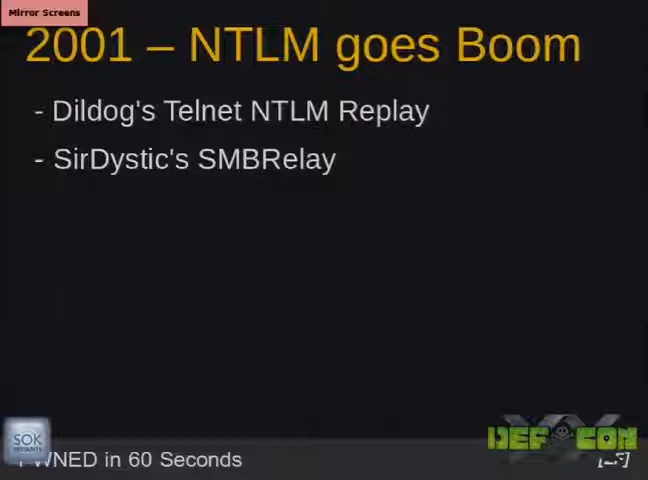 Mirror Screens
2001 – NTLM goes Boom
- Dildog's Telnet NTLM Replay
- SirDystic's SMBRelay
SOK
PRESENTS
DEF CON
PWNED in 60 Seconds